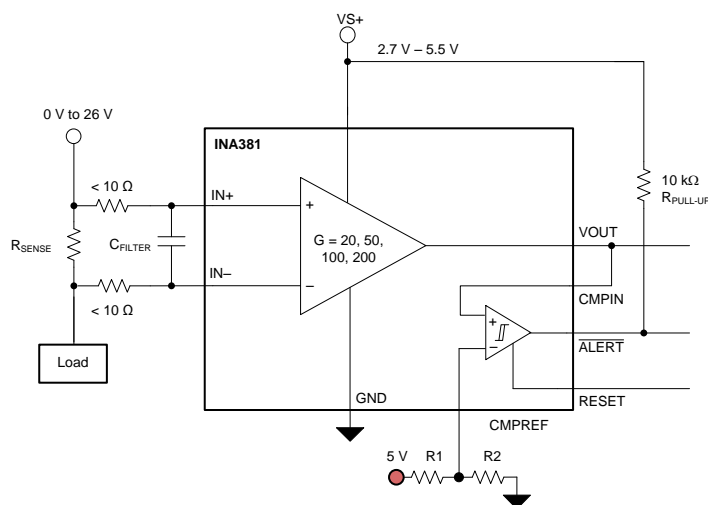 VS+
2.7 V – 5.5 V
0 V to 26 V
INA381
< 10 Ω
IN+
+
10 kΩ
RPULL-UP
RSENSE
CFILTER
G = 20, 50,
100, 200
VOUT
IN–
–
CMPIN
< 10 Ω
+
–
ALERT
Load
GND
RESET
CMPREF
5 V
R1
R2